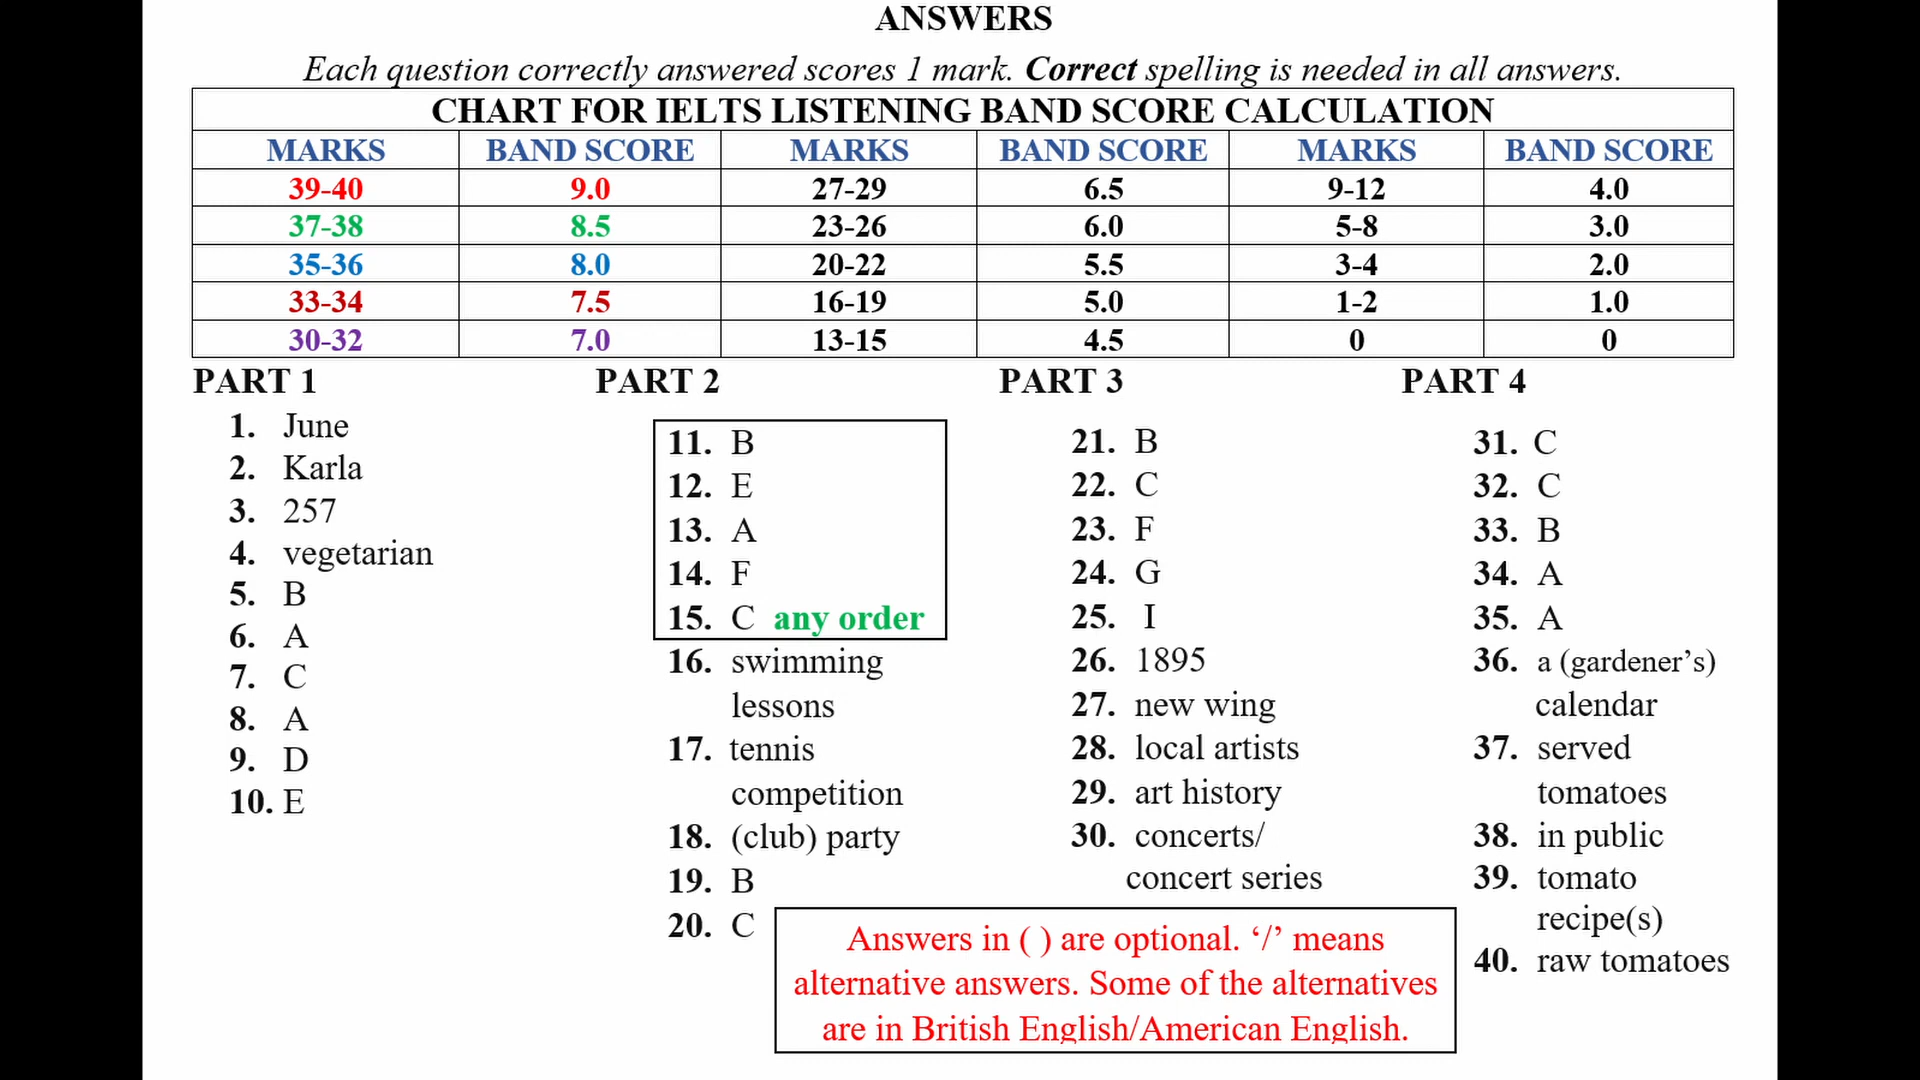 ANSWERS
Each question correctly answered scores 1 mark. Correct spelling is needed in all answers.
CHART FOR IELTS LISTENING BAND SCORE CALCULATION
MARKS BAND SCORE MARKS BAND SCORE MARKS BAND SCORE
39-40 9.0 27-29 6.5 9-12 4.0
37-38 8.5 23-26 6.0 5-8 3.0
35-36 8.0 20-22 5.5 3-4 2.0
33-34 7.5 16-19 5.0 1-2 1.0
30-32 7.0 13-15 4.5 0 0
PART 1
1. June
2. Karla
3. 257
4. vegetarian
5. B
6. A
7. C
8. A
9. D
10. E
PART 2
11. B
12. E
13. A
14. F
15. C any order
16. swimming
lessons
17. tennis
competition
18. (club) party
19. B
20. C
PART 3
21. B
22. C
23. F
24. G
25. I
26. 1895
27. new wing
28. local artists
29. art history
30. concerts/
concert series
PART 4
31. C
32. C
33. B
34. A
35. A
36. a (gardener’s)
calendar
37. served
tomatoes
38. in public
39. tomato
recipe(s)
40. raw tomatoes
Answers in ( ) are optional. ‘/’ means
alternative answers. Some of the alternatives
are in British English/American English.